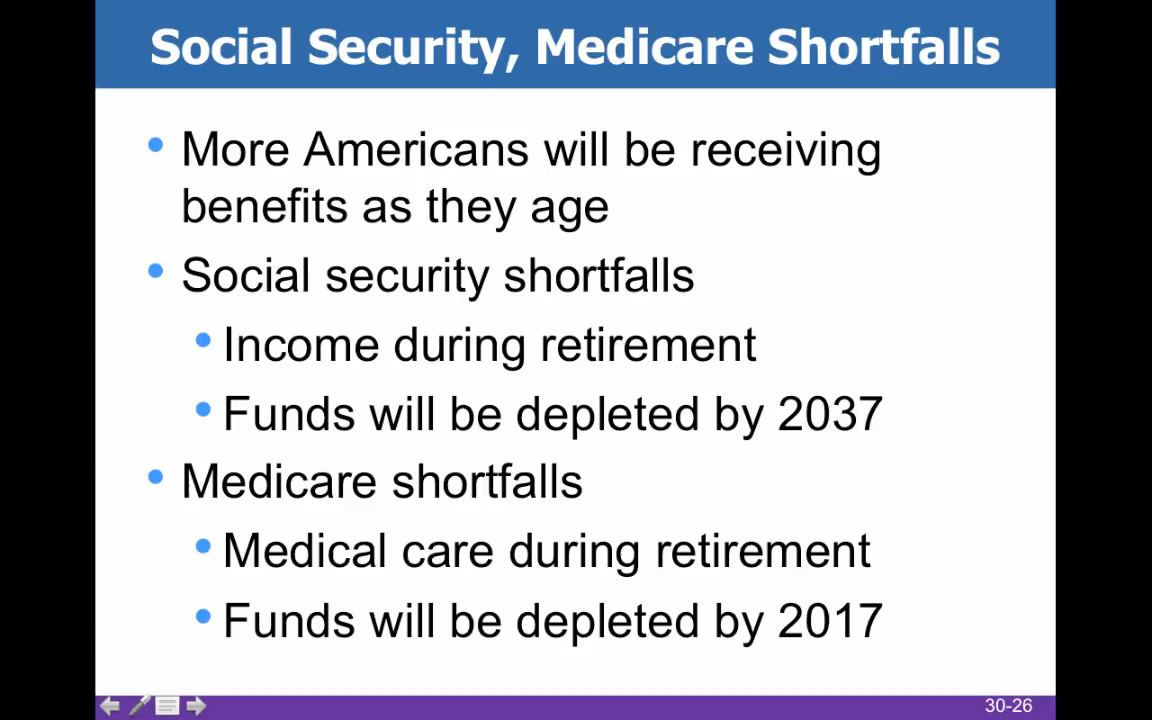 Social Security, Medicare Shortfalls
• More Americans will be receiving
benefits as they age
• Social security shortfalls
• Income during retirement
• Funds will be depleted by 2037
• Medicare shortfalls
• Medical care during retirement
• Funds will be depleted by 2017
30-26